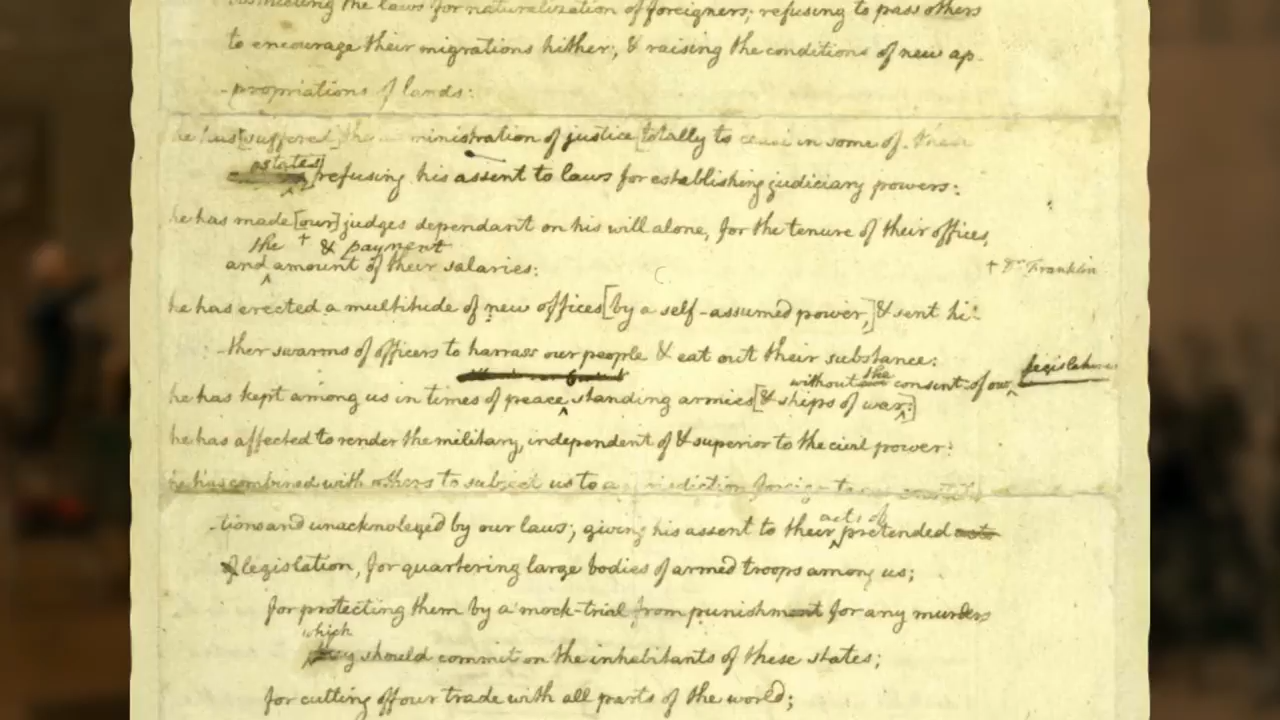 the laws for naturalization of foreigners; refusing to pass others
to encourage their migrations hither; & raising the conditions of new ap-
-propriations of lands:
he has [suffered] the ministration of justice [totally to cease in some of these
states]
refusing his assent to laws for establishing judiciary powers:
he has made [our] judges dependant on his will alone, for the tenure of their offices,
the + & payment
and amount of their salaries:
+ Dr. Franklin
he has erected a multitude of new offices [by a self-assumed power,] & sent hi-
-ther swarms of officers to harrass our people & eat out their substance:
without the consent of our legislatures
he has kept among us in times of peace standing armies [& ships of war:]
he has affected to render the military, independent of & superior to the civil power:
he has combined with others to subject us to a
-tions and unacknoleged by our laws; giving his assent to their pretended acts
acts of
of legislation, for quartering large bodies of armed troops among us;
for protecting them by a mock-trial from punishment for any murders
which
they should commit on the inhabitants of these states;
for cutting off our trade with all parts of the world;